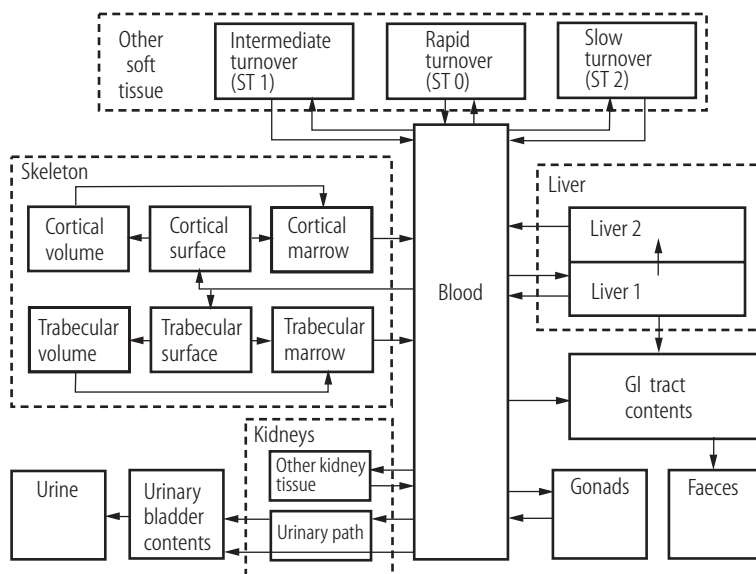 Other
soft
tissue
Intermediate
turnover
(ST 1)
Rapid
turnover
(ST 0)
Slow
turnover
(ST 2)
Skeleton
Cortical
volume
Cortical
surface
Cortical
marrow
Trabecular
volume
Trabecular
surface
Trabecular
marrow
Blood
Liver
Liver 2
Liver 1
GI tract
contents
Kidneys
Other kidney
tissue
Urinary path
Urine
Urinary
bladder
contents
Gonads
Faeces